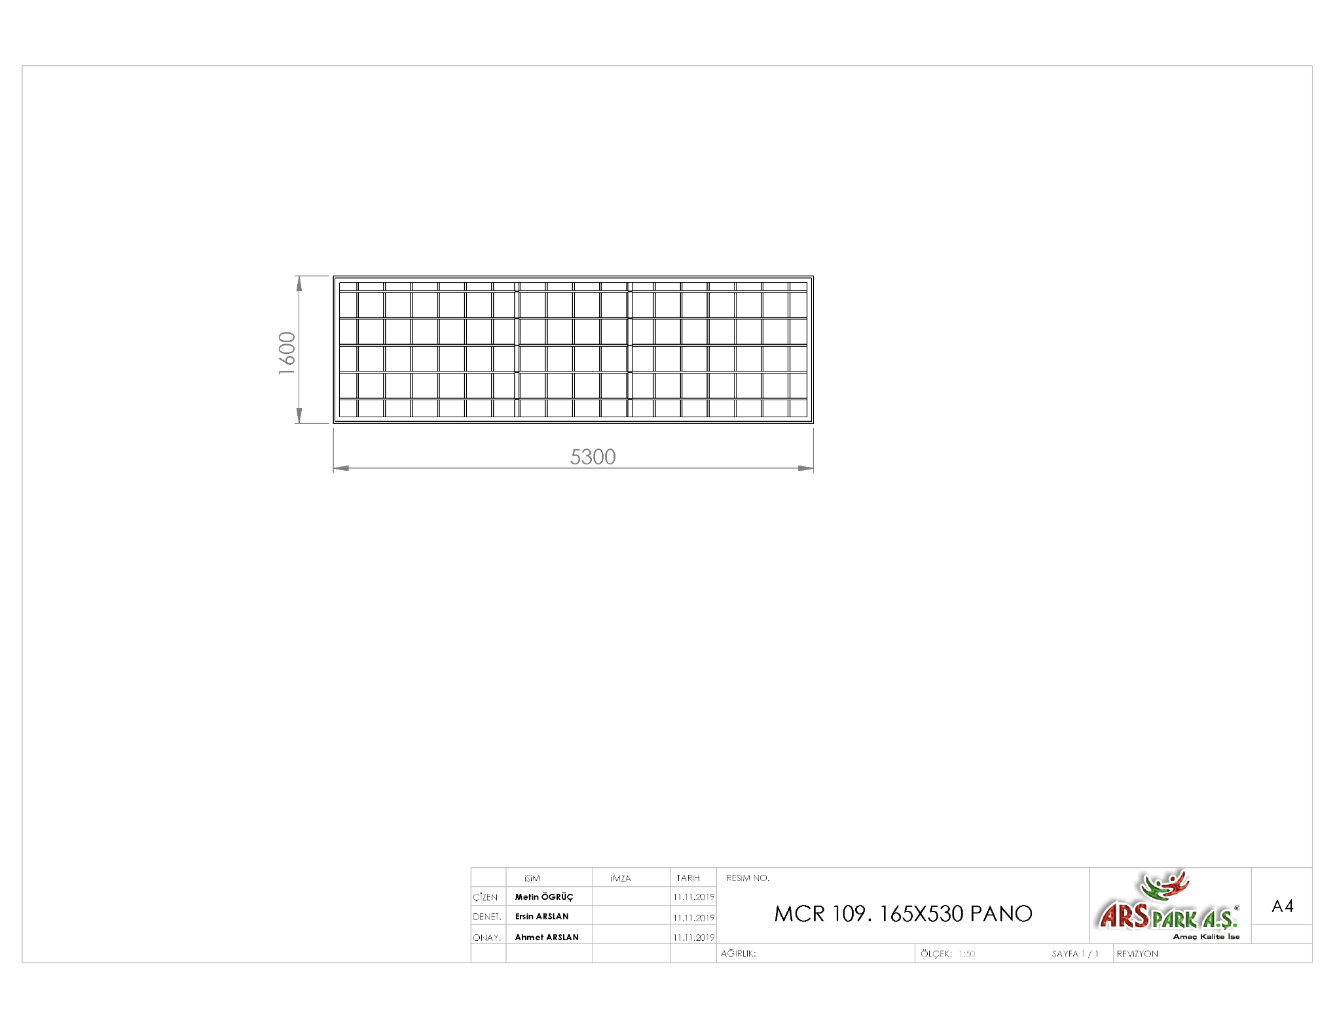 1600
5300
İSİM İMZA TARİH RESİM NO.
ÇİZEN Metin ÖGRÜÇ 11.11.2019
DENET. Ersin ARSLAN 11.11.2019
ONAY. Ahmet ARSLAN 11.11.2019
MCR 109. 165X530 PANO
ARSPARK A.Ş.®
Amaç Kalite İse
A4
AĞIRLIK: ÖLÇEK: 1:50 SAYFA 1 / 1 REVİZYON